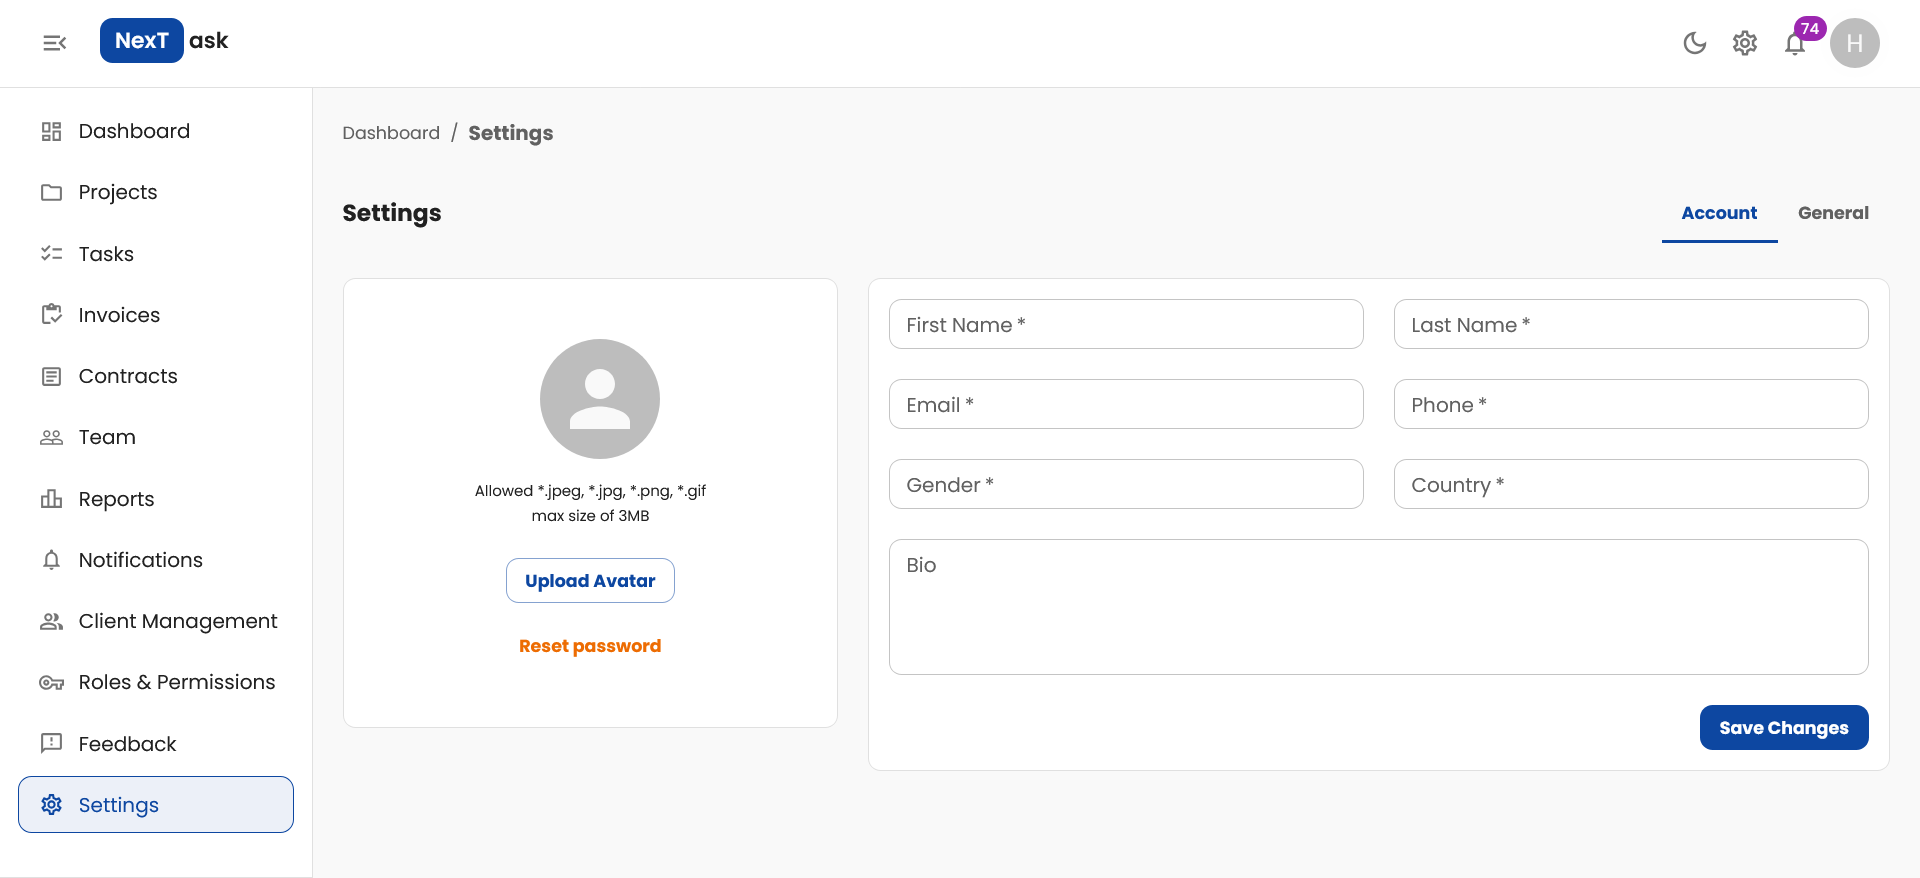 NexT ask
74
H
Dashboard
Projects
Tasks
Invoices
Contracts
Team
Reports
Notifications
Client Management
Roles & Permissions
Feedback
Settings
Dashboard / Settings
Settings
Account
General
Allowed *.jpeg, *.jpg, *.png, *.gif
max size of 3MB
Upload Avatar
Reset password
First Name *
Last Name *
Email *
Phone *
Gender *
Country *
Bio
Save Changes